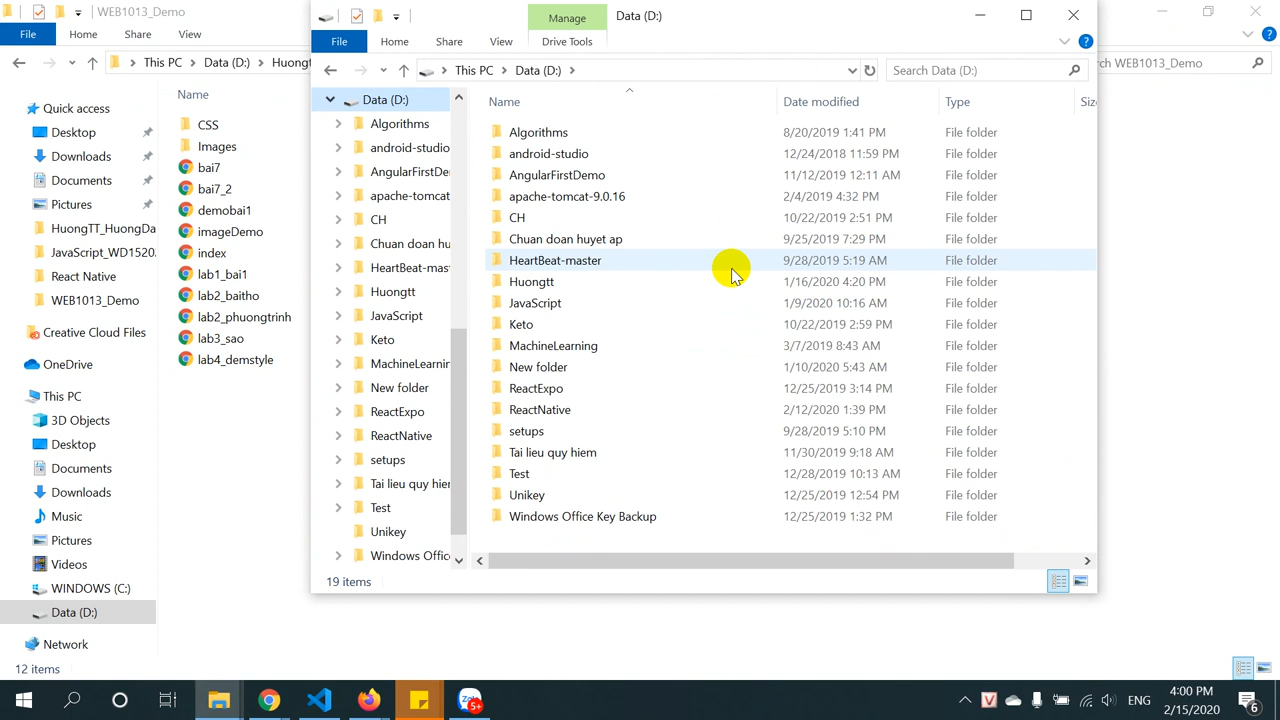 WEB1013_Demo
File
Home
Share
View
This PC
Data (D:)
Huongt
rch WEB1013_Demo
Quick access
Desktop
Downloads
Documents
Pictures
HuongTT_HuongDa
JavaScript_WD1520.
React Native
WEB1013_Demo
Creative Cloud Files
OneDrive
This PC
3D Objects
Desktop
Documents
Downloads
Music
Pictures
Videos
WINDOWS (C:)
Data (D:)
Network
12 items
Name
CSS
Images
bai7
bai7_2
demobai1
imageDemo
index
lab1_bai1
lab2_baitho
lab2_phuongtrinh
lab3_sao
lab4_demstyle
Manage
Data (D:)
File
Home
Share
View
Drive Tools
This PC
Data (D:)
Search Data (D:)
Data (D:)
Algorithms
android-studio
AngularFirstDe
apache-tomcat
CH
Chuan doan hu
HeartBeat-mas
Huongtt
JavaScript
Keto
MachineLearnin
New folder
ReactExpo
ReactNative
setups
Tai lieu quy hier
Test
Unikey
Windows Offic
Name Date modified Type Siz
Algorithms 8/20/2019 1:41 PM File folder
android-studio 12/24/2018 11:59 PM File folder
AngularFirstDemo 11/12/2019 12:11 AM File folder
apache-tomcat-9.0.16 2/4/2019 4:32 PM File folder
CH 10/22/2019 2:51 PM File folder
Chuan doan huyet ap 9/25/2019 7:29 PM File folder
HeartBeat-master 9/28/2019 5:19 AM File folder
Huongtt 1/16/2020 4:20 PM File folder
JavaScript 1/9/2020 10:16 AM File folder
Keto 10/22/2019 2:59 PM File folder
MachineLearning 3/7/2019 8:43 AM File folder
New folder 1/10/2020 5:43 AM File folder
ReactExpo 12/25/2019 3:14 PM File folder
ReactNative 2/12/2020 1:39 PM File folder
setups 9/28/2019 5:10 PM File folder
Tai lieu quy hiem 11/30/2019 9:18 AM File folder
Test 12/28/2019 10:13 AM File folder
Unikey 12/25/2019 12:54 PM File folder
Windows Office Key Backup 12/25/2019 1:32 PM File folder
19 items
5+
ENG
4:00 PM
2/15/2020
6